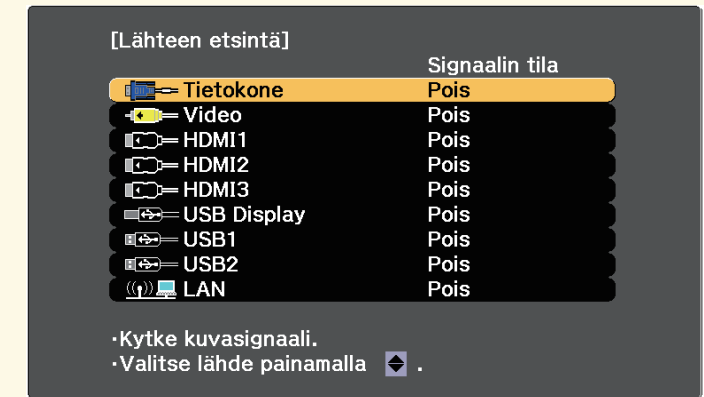 [Lähteen etsintä]
Signaalin tila
Tietokone Pois
Video Pois
HDMI1 Pois
HDMI2 Pois
HDMI3 Pois
USB Display Pois
USB1 Pois
USB2 Pois
LAN Pois
·Kytke kuvasignaali.
·Valitse lähde painamalla .